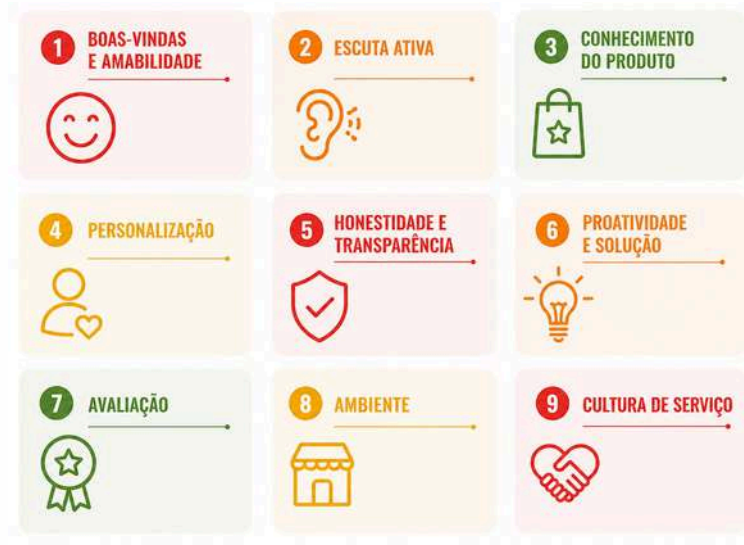 1 BOAS-VINDAS
E AMABILIDADE
2 ESCUTA ATIVA
3 CONHECIMENTO
DO PRODUTO
4 PERSONALIZAÇÃO
5 HONESTIDADE E
TRANSPARÊNCIA
6 PROATIVIDADE
E SOLUÇÃO
7 AVALIAÇÃO
8 AMBIENTE
9 CULTURA DE SERVIÇO